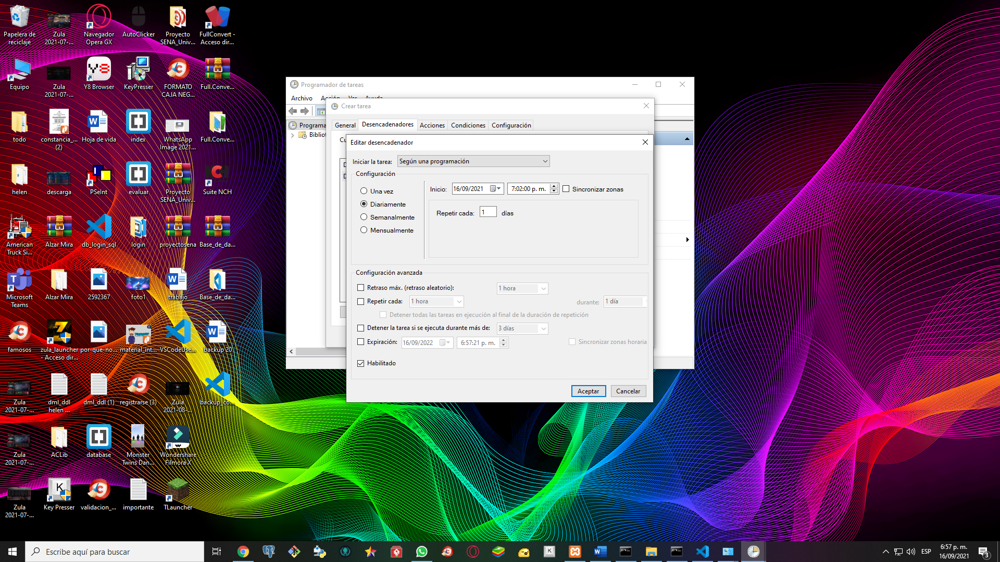 Papelera de
reciclaje
Zula
2021-07-...
Navegador
Opera GX
AutoClicker
Proyecto
SENA_Univ...
FullConvert -
Acceso dir...
Equipo
Zula
2021-07-...
Y8 Browser
KeyPresser
FORMATO
CAJA NEG...
Full.Conve...
todo
constancia_...
(2)
Hoja de vida
index
WhatsApp
Image 2021...
Full.Conve...
helen
descarga
PSeInt
evaluar
Proyecto
SENA_Univ...
Suite NCH
American
Truck Si...
Alzar Mira
db_login_sql
login
proyectosena
Base_de_da...
Microsoft
Teams
Alzar Mira
2592367
foto1
trabajo
Base_de_da...
famosos
zula_launcher
- Acceso dir...
por-que-no...
material_int...
VSCodeUse...
backup 20
Zula
2021-07-...
dml_ddl
helen ...
dml_ddl (1)
registrarse (3)
Zula
2021-08-...
backup_co...
Zula
2021-07-...
ACLib
database
Monster
Twins Dan...
Wondershare
Filmora X
Zula
2021-07-...
Key Presser
validacion_...
importante
TLauncher
Programador de tareas
Archivo Acción Ver Ayuda
Programa
Bibliot
Crear tarea
General Desencadenadores Acciones Condiciones Configuración
Cu
Editar desencadenador
Iniciar la tarea: Según una programación
Configuración
Una vez
Diariamente
Semanalmente
Mensualmente
Inicio: 16/09/2021 7:02:00 p. m. Sincronizar zonas
Repetir cada: 1 días
Configuración avanzada
Retraso máx. (retraso aleatorio): 1 hora
Repetir cada: 1 hora durante: 1 día
Detener todas las tareas en ejecución al final de la duración de repetición
Detener la tarea si se ejecuta durante más de: 3 días
Expiración: 16/09/2022 6:57:21 p. m. Sincronizar zonas horaria
Habilitado
Aceptar Cancelar
Escribe aquí para buscar
ESP
6:57 p. m.
16/09/2021
3